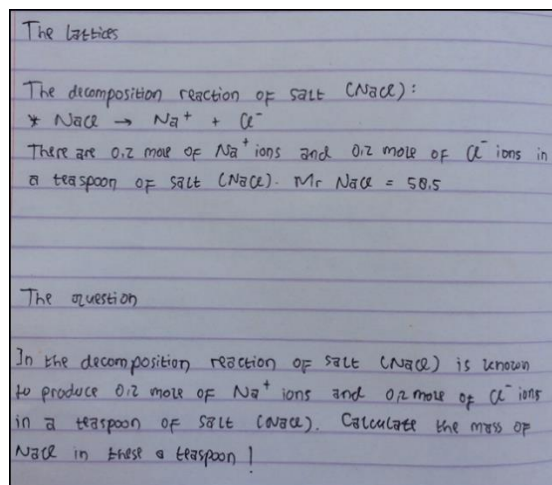 The lattices
The decomposition reaction of salt (NaCl) :
* NaCl → Na⁺ + Cl⁻
There are 0,2 mole of Na⁺ ions and 0,2 mole of Cl⁻ ions in
a teaspoon of salt (NaCl). Mr NaCl = 58,5
The question
In the decomposition reaction of salt (NaCl) is known
to produce 0,2 mole of Na⁺ ions and 0,2 mole of Cl⁻ ions
in a teaspoon of salt (NaCl). Calculate the mass of
NaCl in these a teaspoon !